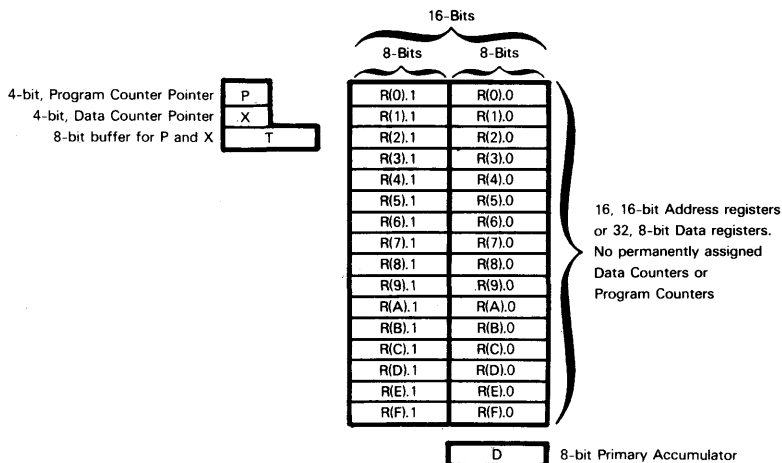 16-Bits
8-Bits 8-Bits
4-bit, Program Counter Pointer P
4-bit, Data Counter Pointer X
8-bit buffer for P and X T
R(0).1 R(0).0
R(1).1 R(1).0
R(2).1 R(2).0
R(3).1 R(3).0
R(4).1 R(4).0
R(5).1 R(5).0
R(6).1 R(6).0
R(7).1 R(7).0
R(8).1 R(8).0
R(9).1 R(9).0
R(A).1 R(A).0
R(B).1 R(B).0
R(C).1 R(C).0
R(D).1 R(D).0
R(E).1 R(E).0
R(F).1 R(F).0
16, 16-bit Address registers
or 32, 8-bit Data registers.
No permanently assigned
Data Counters or
Program Counters
D 8-bit Primary Accumulator